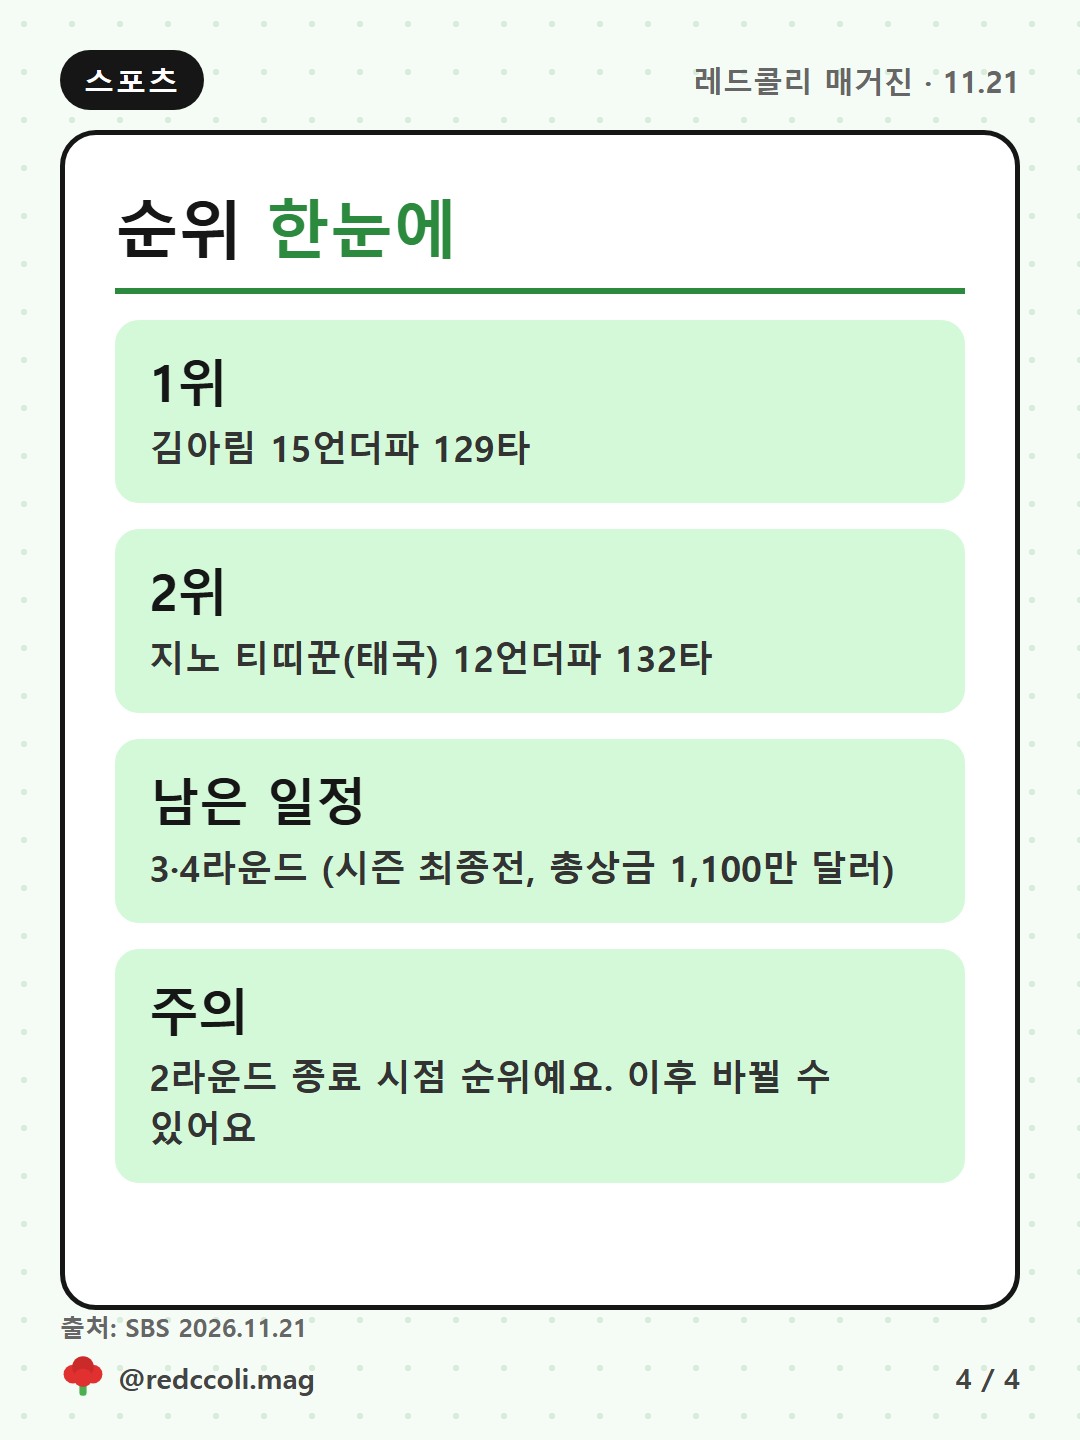 스포츠
레드콜리 매거진 · 11.21
순위 한눈에
1위
김아림 15언더파 129타
2위
지노 티띠꾼(태국) 12언더파 132타
남은 일정
3·4라운드 (시즌 최종전, 총상금 1,100만 달러)
주의
2라운드 종료 시점 순위예요. 이후 바뀔 수
있어요
출처: SBS 2026.11.21
@redccoli.mag
4 / 4